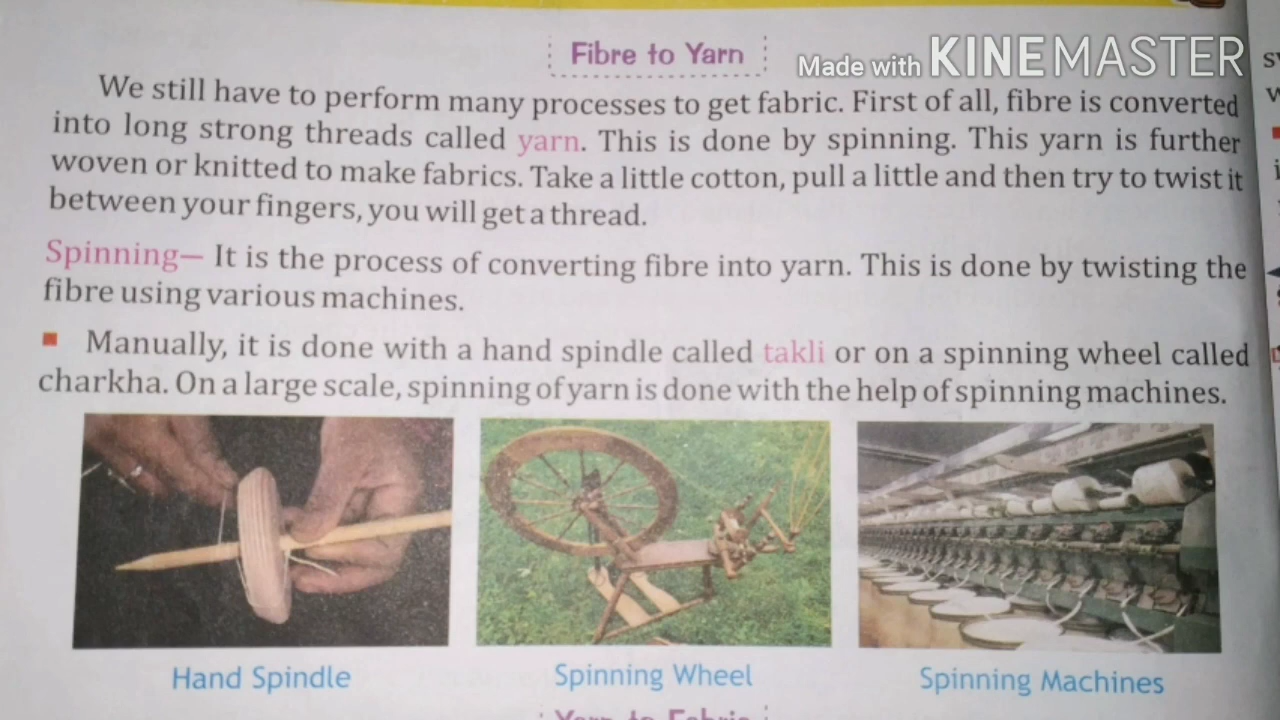 Fibre to Yarn
Made with KINEMASTER
We still have to perform many processes to get fabric. First of all, fibre is converted
into long strong threads called yarn. This is done by spinning. This yarn is further
woven or knitted to make fabrics. Take a little cotton, pull a little and then try to twist it
between your fingers, you will get a thread.
Spinning— It is the process of converting fibre into yarn. This is done by twisting the
fibre using various machines.
▪ Manually, it is done with a hand spindle called takli or on a spinning wheel called
charkha. On a large scale, spinning of yarn is done with the help of spinning machines.
Hand Spindle
Spinning Wheel
Spinning Machines
Yarn to Fabric